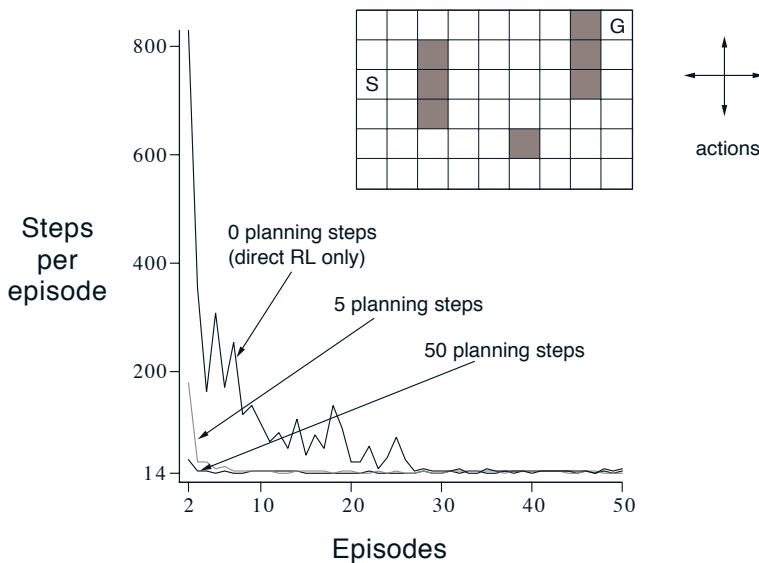 800
G
S
actions
600
Steps
per
episode
0 planning steps
(direct RL only)
400
5 planning steps
50 planning steps
200
14
2
10
20
30
40
50
Episodes